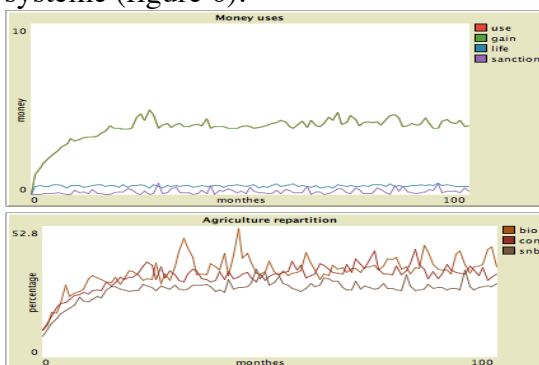 systeme (figure 6).
Money uses
10
money
0
0
monthes
100
use
gain
life
sanction
Agriculture repartition
52.8
percentage
0
0
monthes
100
bio
con
snb